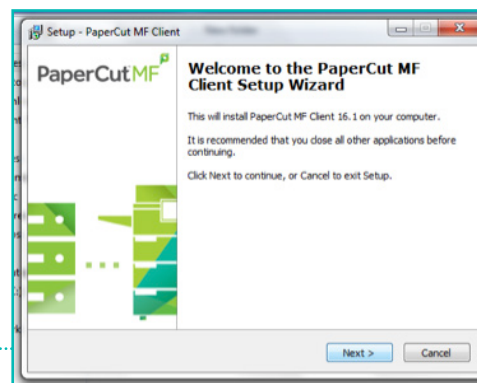 Setup - PaperCut MF Client
PaperCut MF
Welcome to the PaperCut MF
Client Setup Wizard
This will install PaperCut MF Client 16.1 on your computer.
It is recommended that you close all other applications before
continuing.
Click Next to continue, or Cancel to exit Setup.
Next >
Cancel